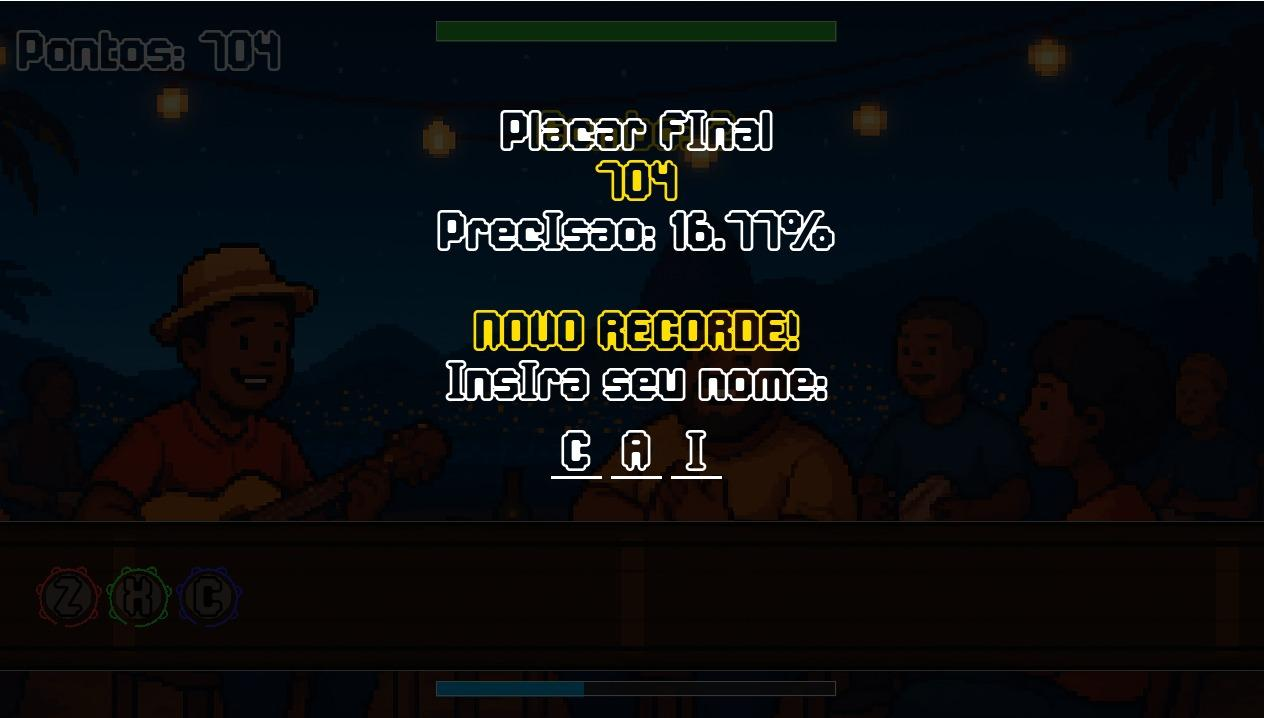 Pontos: 704
Placar FInal
704
PrecIsao: 16.77%
NOVO RECORDE!
InsIra seu nome:
C A I
Z X C